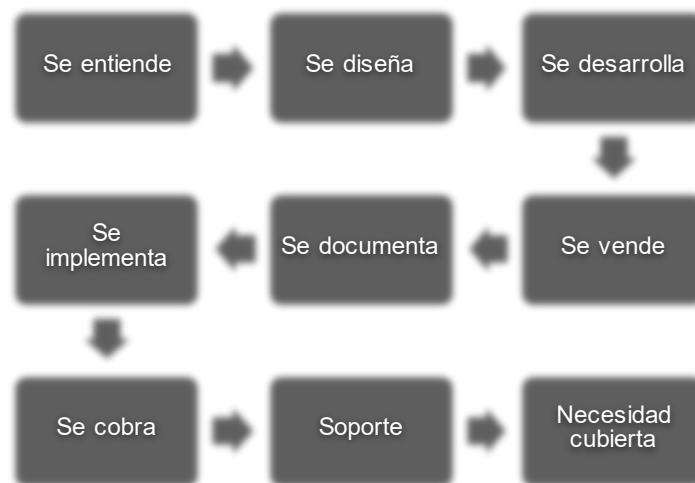 Se entiende
Se diseña
Se desarrolla
Se vende
Se documenta
Se
implementa
Se cobra
Soporte
Necesidad
cubierta